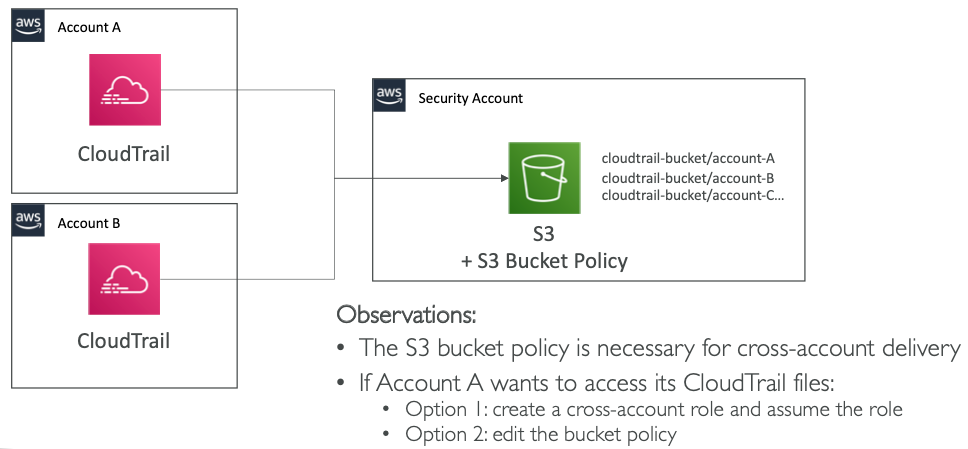 aws
Account A
CloudTrail
aws
Account B
CloudTrail
aws
Security Account
cloudtrail-bucket/account-A
cloudtrail-bucket/account-B
cloudtrail-bucket/account-C...
S3
+ S3 Bucket Policy
Observations:
• The S3 bucket policy is necessary for cross-account delivery
• If Account A wants to access its CloudTrail files:
• Option 1: create a cross-account role and assume the role
• Option 2: edit the bucket policy